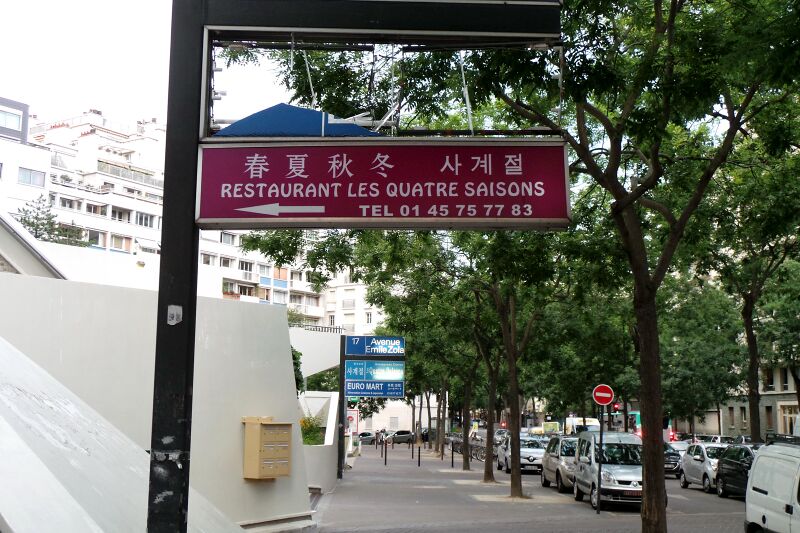 春夏秋冬 사계절
RESTAURANT LES QUATRE SAISONS
TEL 01 45 75 77 83
17 Avenue
Emile Zola
사계절
EURO MART